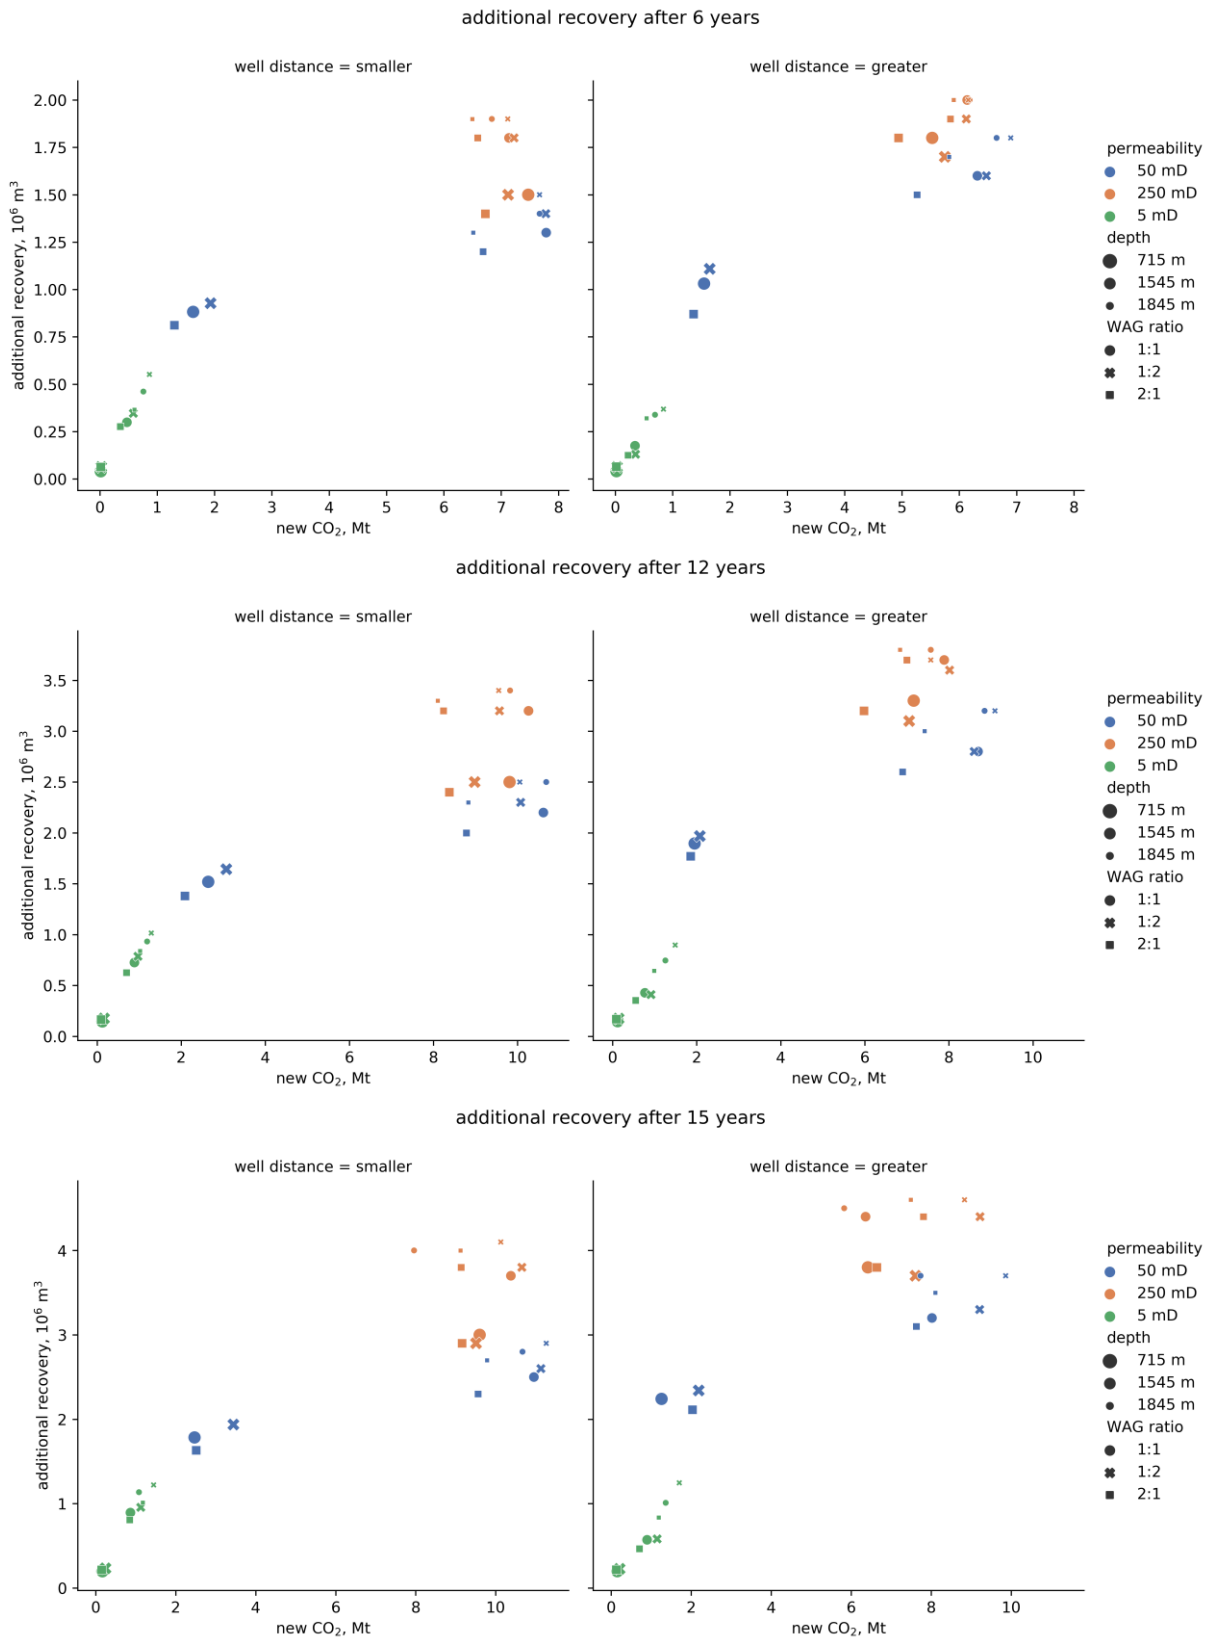 additional recovery after 6 years
well distance = smaller
well distance = greater
additional recovery, 10⁶ m³
2.00
1.75
1.50
1.25
1.00
0.75
0.50
0.25
0.00
0 1 2 3 4 5 6 7 8
new CO₂, Mt
0 1 2 3 4 5 6 7 8
new CO₂, Mt
permeability
50 mD
250 mD
5 mD
depth
715 m
1545 m
1845 m
WAG ratio
1:1
1:2
2:1
additional recovery after 12 years
well distance = smaller
well distance = greater
additional recovery, 10⁶ m³
3.5
3.0
2.5
2.0
1.5
1.0
0.5
0.0
0 2 4 6 8 10
new CO₂, Mt
0 2 4 6 8 10
new CO₂, Mt
permeability
50 mD
250 mD
5 mD
depth
715 m
1545 m
1845 m
WAG ratio
1:1
1:2
2:1
additional recovery after 15 years
well distance = smaller
well distance = greater
additional recovery, 10⁶ m³
4
3
2
1
0
0 2 4 6 8 10
new CO₂, Mt
0 2 4 6 8 10
new CO₂, Mt
permeability
50 mD
250 mD
5 mD
depth
715 m
1545 m
1845 m
WAG ratio
1:1
1:2
2:1